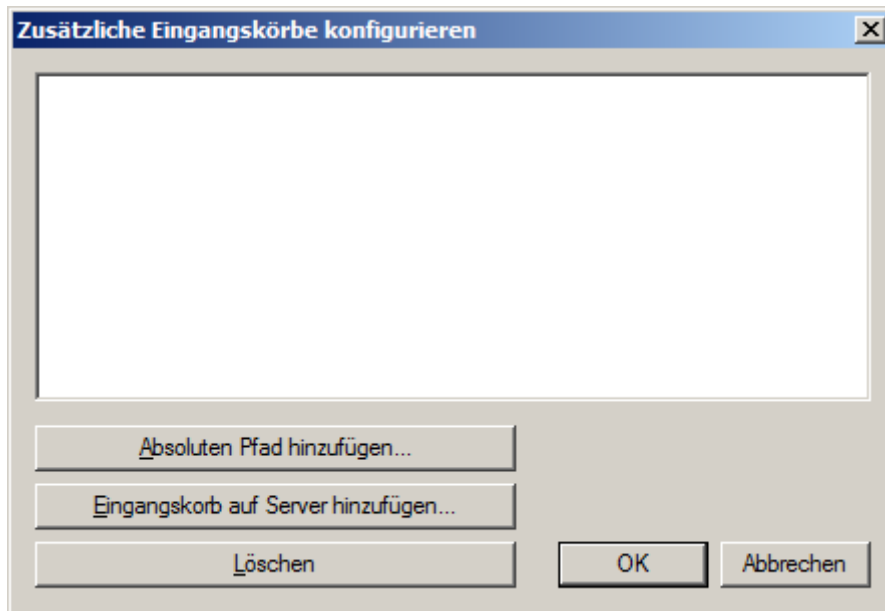 Zusätzliche Eingangskörbe konfigurieren
Absoluten Pfad hinzufügen...
Eingangskorb auf Server hinzufügen...
Löschen
OK
Abbrechen